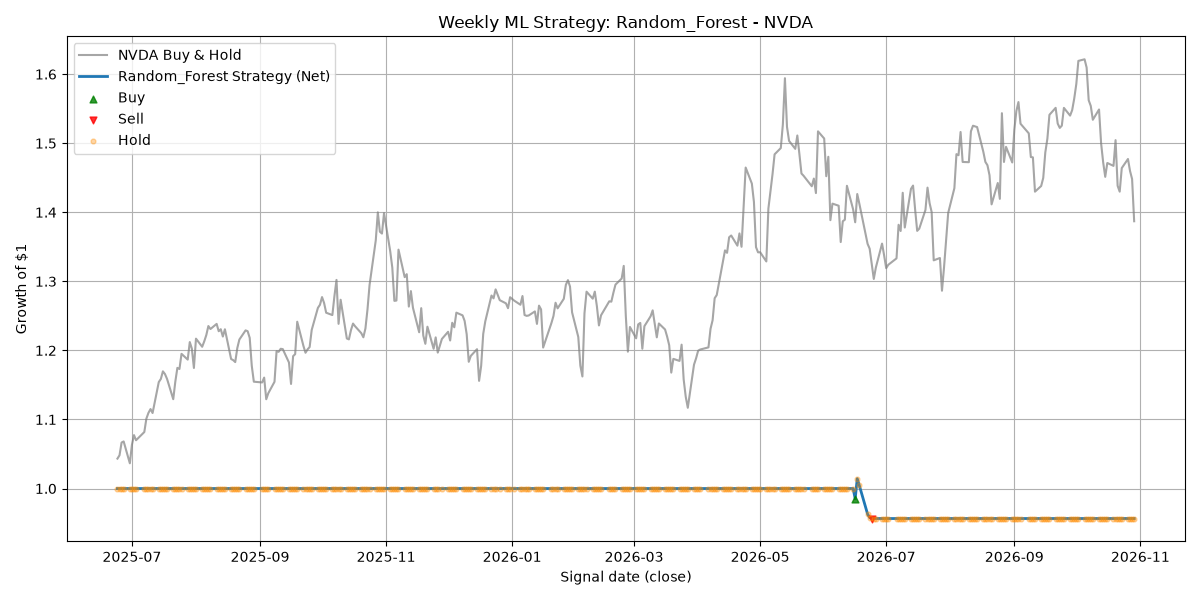 Weekly ML Strategy: Random_Forest - NVDA
NVDA Buy & Hold
Random_Forest Strategy (Net)
Buy
Sell
Hold
Growth of $1
1.6
1.5
1.4
1.3
1.2
1.1
1.0
2025-07
2025-09
2025-11
2026-01
2026-03
2026-05
2026-07
2026-09
2026-11
Signal date (close)